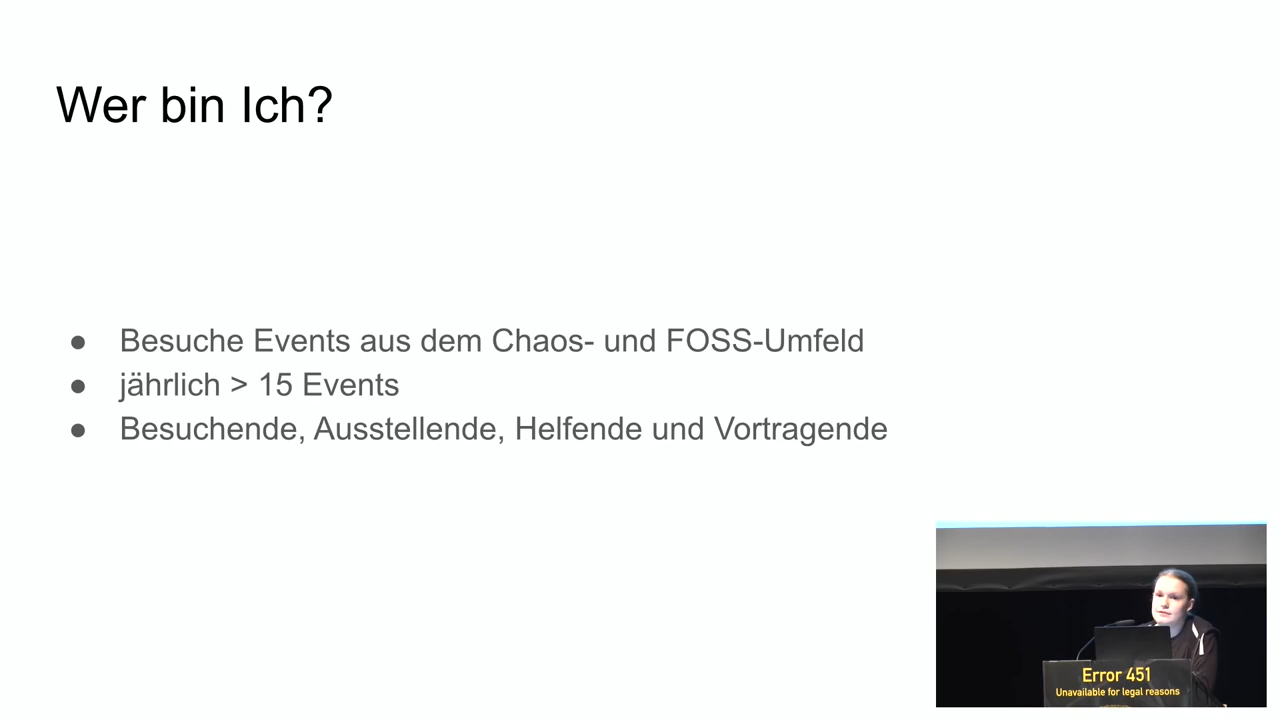 Wer bin Ich?
● Besuche Events aus dem Chaos- und FOSS-Umfeld
● jährlich > 15 Events
● Besuchende, Ausstellende, Helfende und Vortragende
Error 451
Unavailable for legal reasons